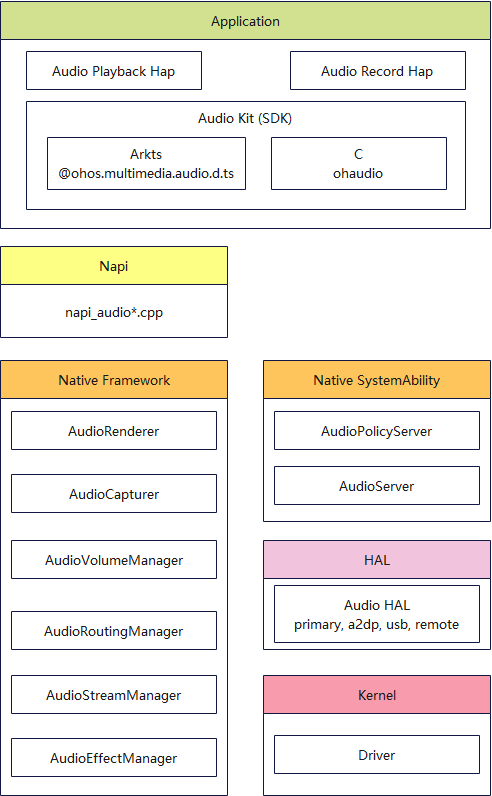 Application
Audio Playback Hap
Audio Record Hap
Audio Kit (SDK)
Arkts
@ohos.multimedia.audio.d.ts
C
ohaudio
Napi
napi_audio*.cpp
Native Framework
AudioRenderer
AudioCapturer
AudioVolumeManager
AudioRoutingManager
AudioStreamManager
AudioEffectManager
Native SystemAbility
AudioPolicyServer
AudioServer
HAL
Audio HAL
primary, a2dp, usb, remote
Kernel
Driver